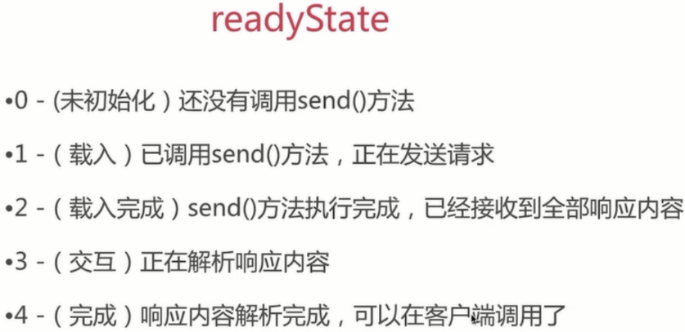 readyState
•0 - (未初始化）还没有调用send()方法
•1 -（ 载入 ）已调用send()方法，正在发送请求
•2 -（ 载入完成 ）send()方法执行完成，已经接收到全部响应内容
•3 -（ 交互 ）正在解析响应内容
•4 -（ 完成 ）响应内容解析完成，可以在客户端调用了